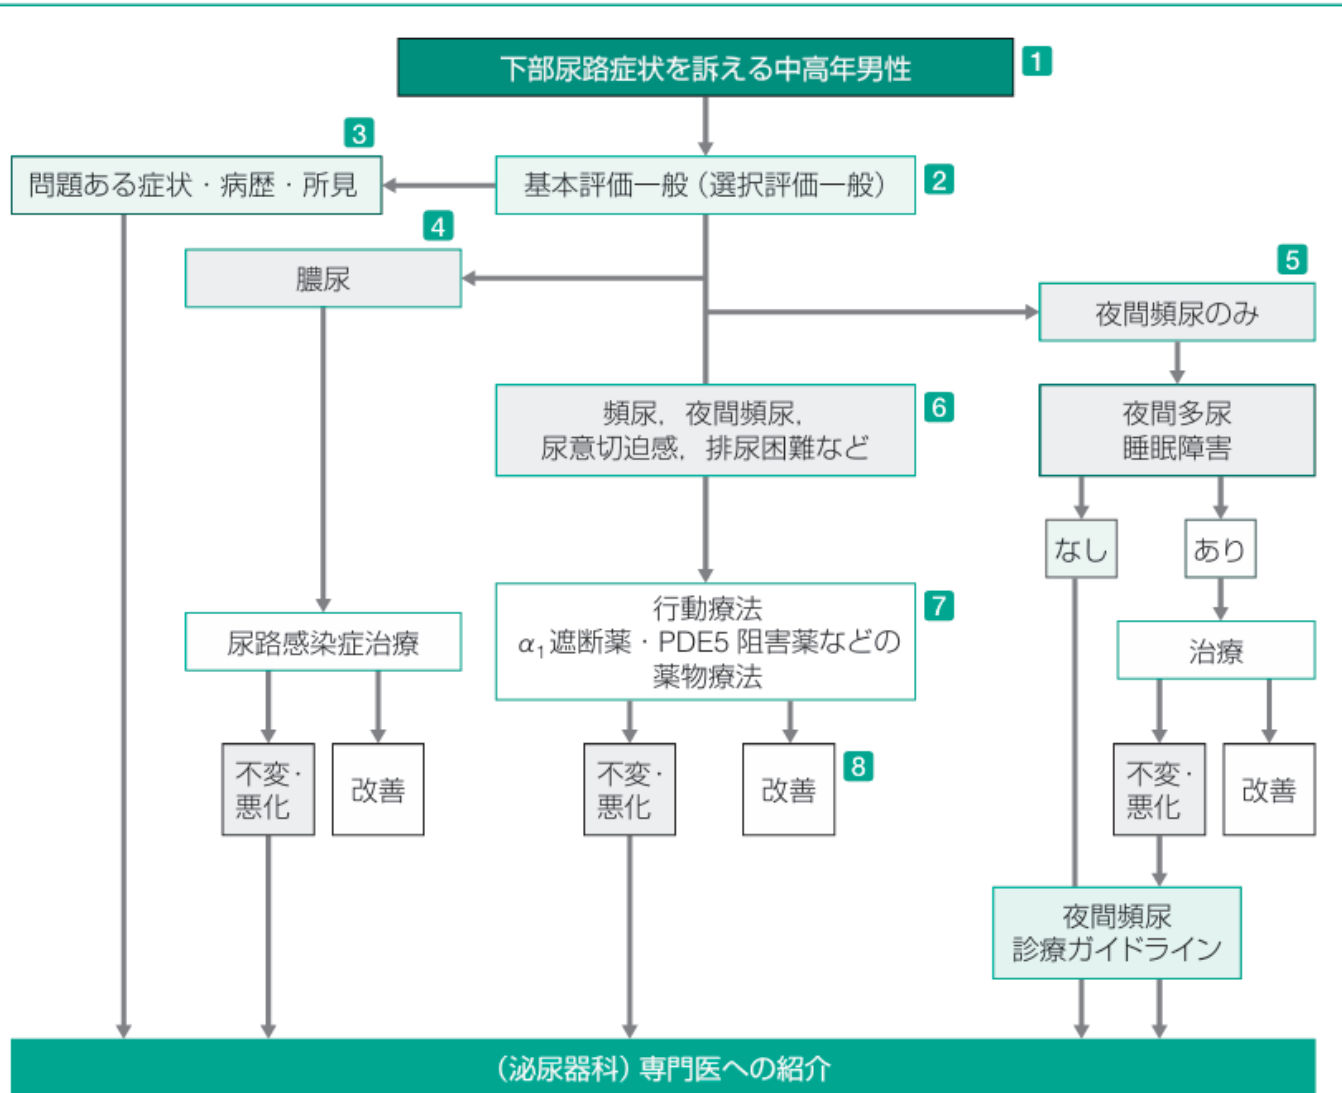 下部尿路症状を訴える中高年男性
1
3
問題ある症状・病歴・所見
基本評価一般（選択評価一般）
2
4
膿尿
5
夜間頻尿のみ
頻尿，夜間頻尿，
尿意切迫感，排尿困難など
6
夜間多尿
睡眠障害
なし
あり
尿路感染症治療
行動療法
α₁遮断薬・PDE5 阻害薬などの
薬物療法
7
治療
不変・
悪化
改善
不変・
悪化
改善
8
不変・
悪化
改善
夜間頻尿
診療ガイドライン
（泌尿器科）専門医への紹介